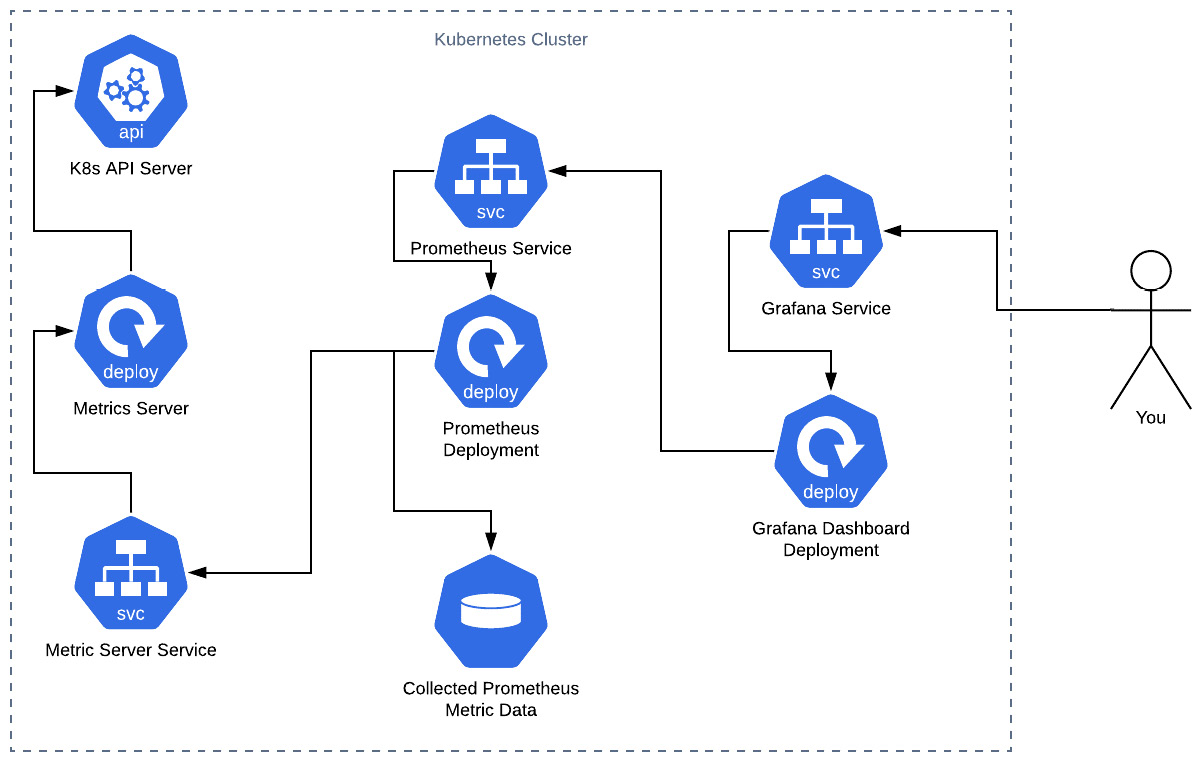 Kubernetes Cluster
api
K8s API Server
svc
Prometheus Service
svc
Grafana Service
deploy
Metrics Server
deploy
Prometheus
Deployment
You
deploy
Grafana Dashboard
Deployment
svc
Metric Server Service
Collected Prometheus
Metric Data